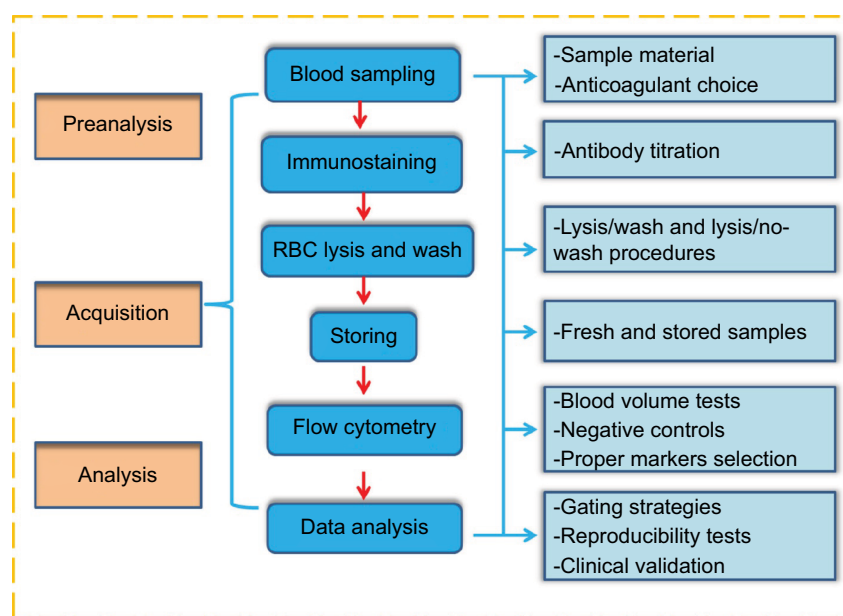 Preanalysis
Acquisition
Analysis
Blood sampling
Immunostaining
RBC lysis and wash
Storing
Flow cytometry
Data analysis
-Sample material
-Anticoagulant choice
-Antibody titration
-Lysis/wash and lysis/no-
wash procedures
-Fresh and stored samples
-Blood volume tests
-Negative controls
-Proper markers selection
-Gating strategies
-Reproducibility tests
-Clinical validation